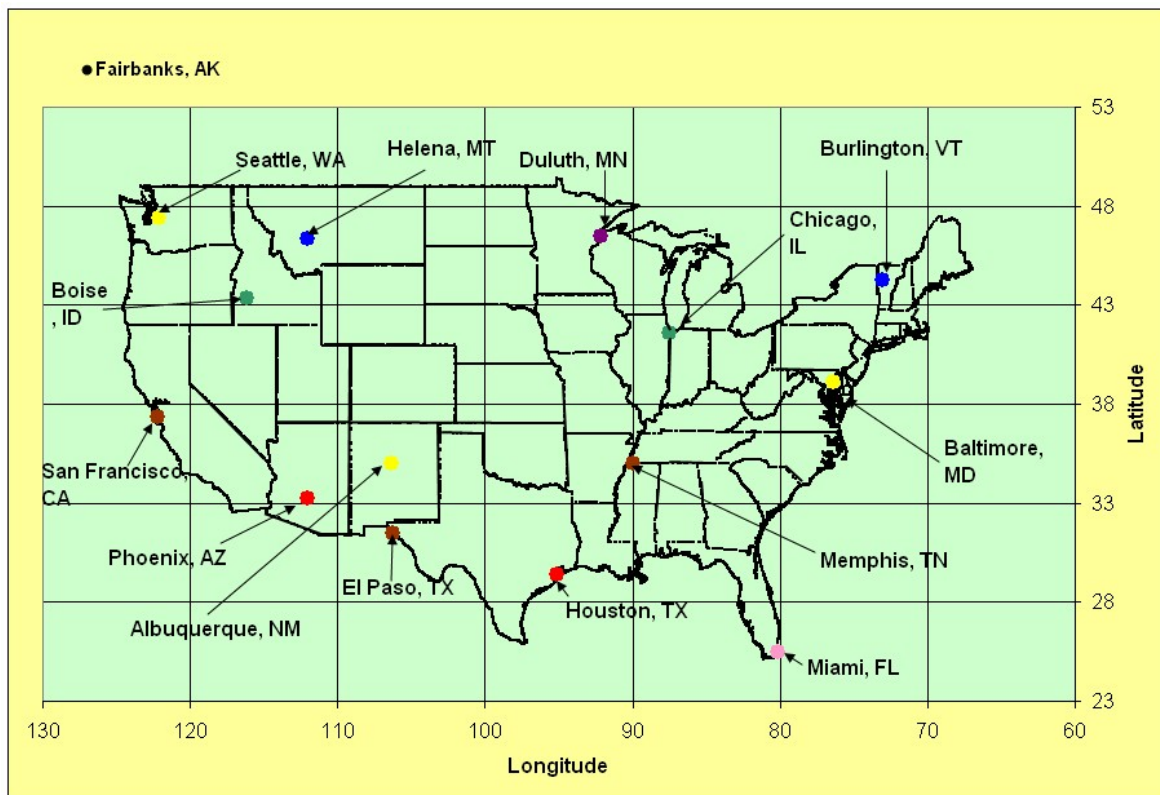 Fairbanks, AK
53
Burlington, VT
Helena, MT
Seattle, WA
Duluth, MN
48
Chicago,
IL
Boise
, ID
43
38
Latitude
Baltimore,
MD
San Francisco,
CA
33
Phoenix, AZ
Memphis, TN
El Paso, TX
Houston, TX
28
Albuquerque, NM
Miami, FL
23
130
120
110
100
90
80
70
60
Longitude